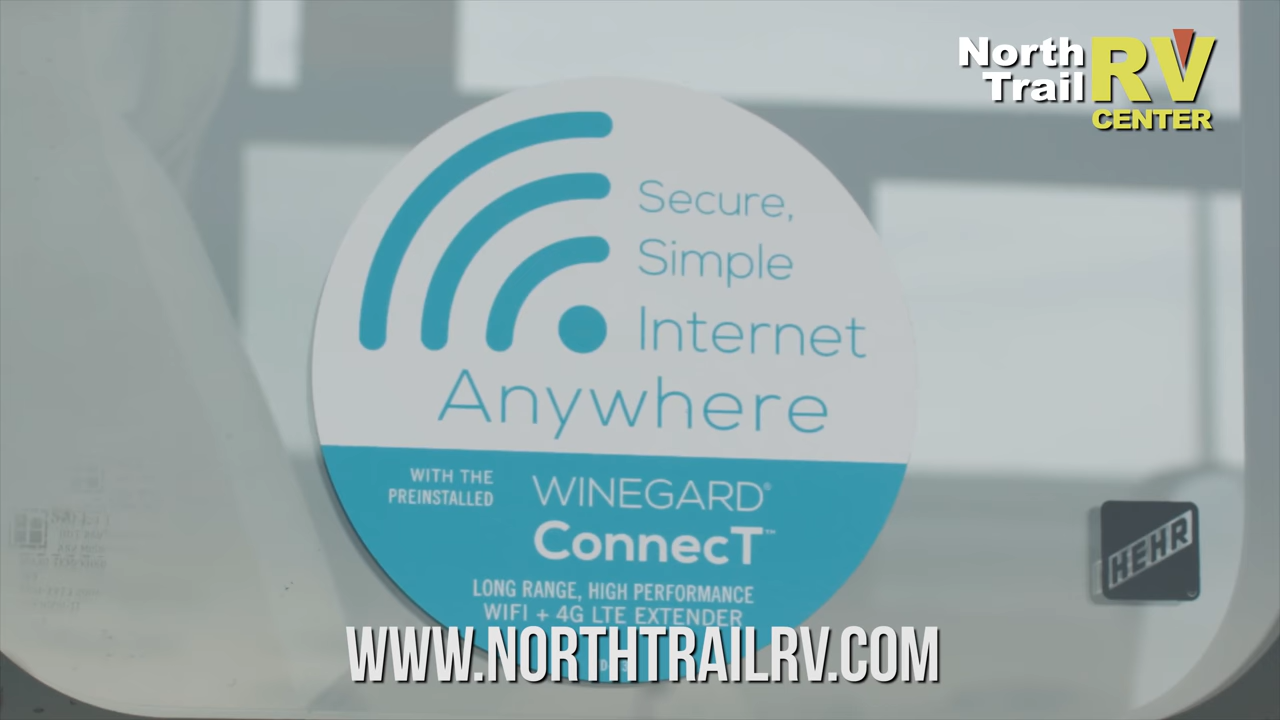 North
Trail
RV
CENTER
Secure,
Simple
Internet
Anywhere
WITH THE
PREINSTALLED
WINEGARD®
ConnecT™
LONG RANGE, HIGH PERFORMANCE
WIFI + 4G LTE EXTENDER
HEHR
WWW.NORTHTRAILRV.COM